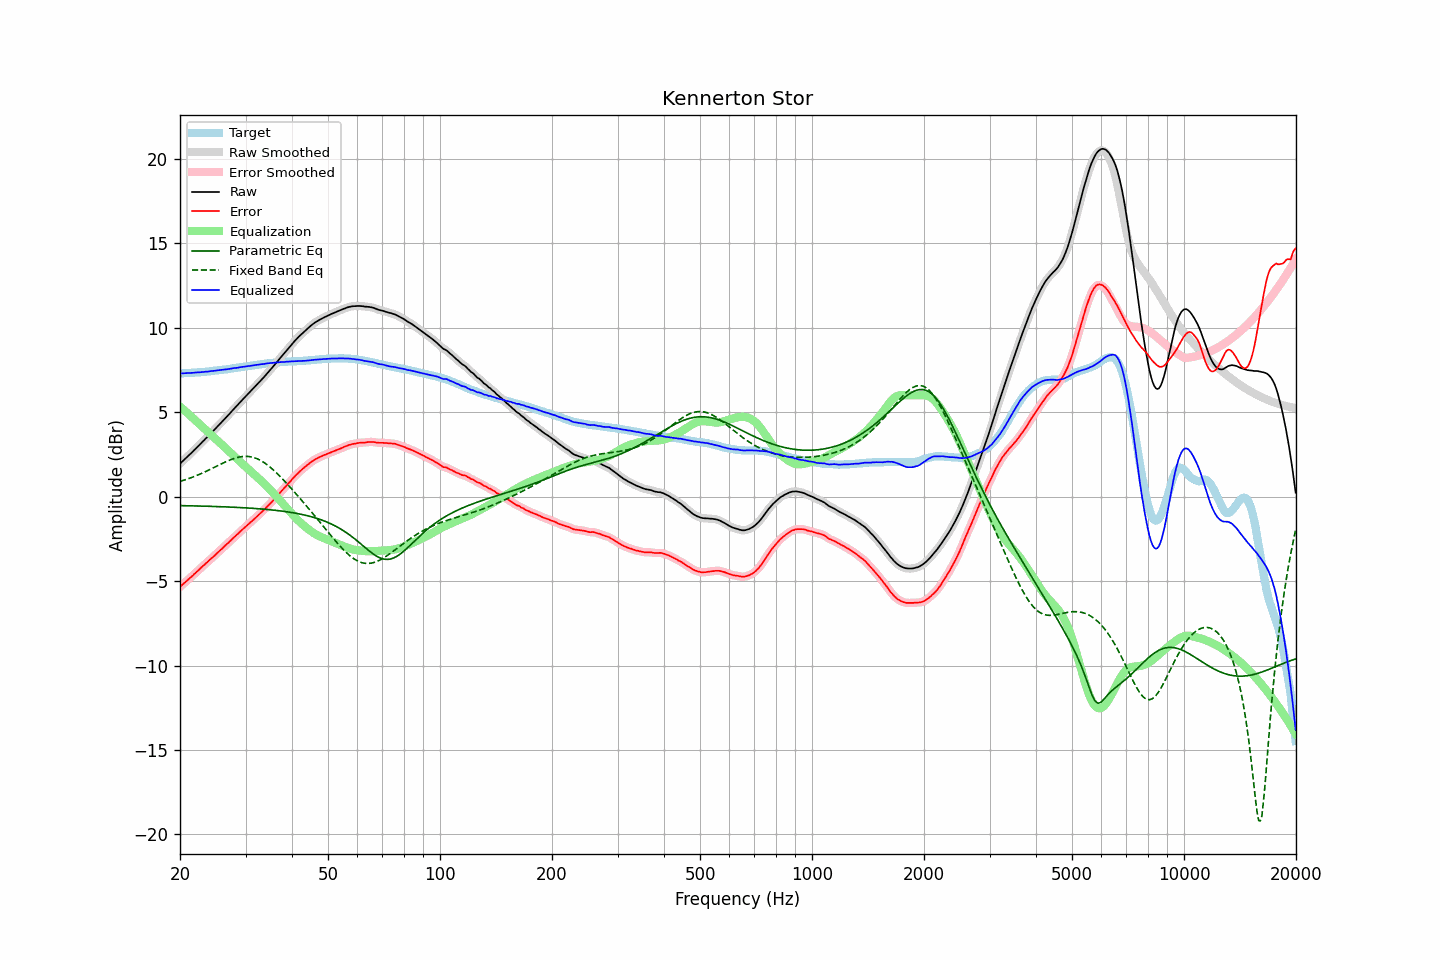 Kennerton Stor
Target
Raw Smoothed
Error Smoothed
Raw
Error
Equalization
Parametric Eq
Fixed Band Eq
Equalized
20
15
10
5
0
−5
−10
−15
−20
Amplitude (dBr)
20 50 100 200 500 1000 2000 5000 10000 20000
Frequency (Hz)